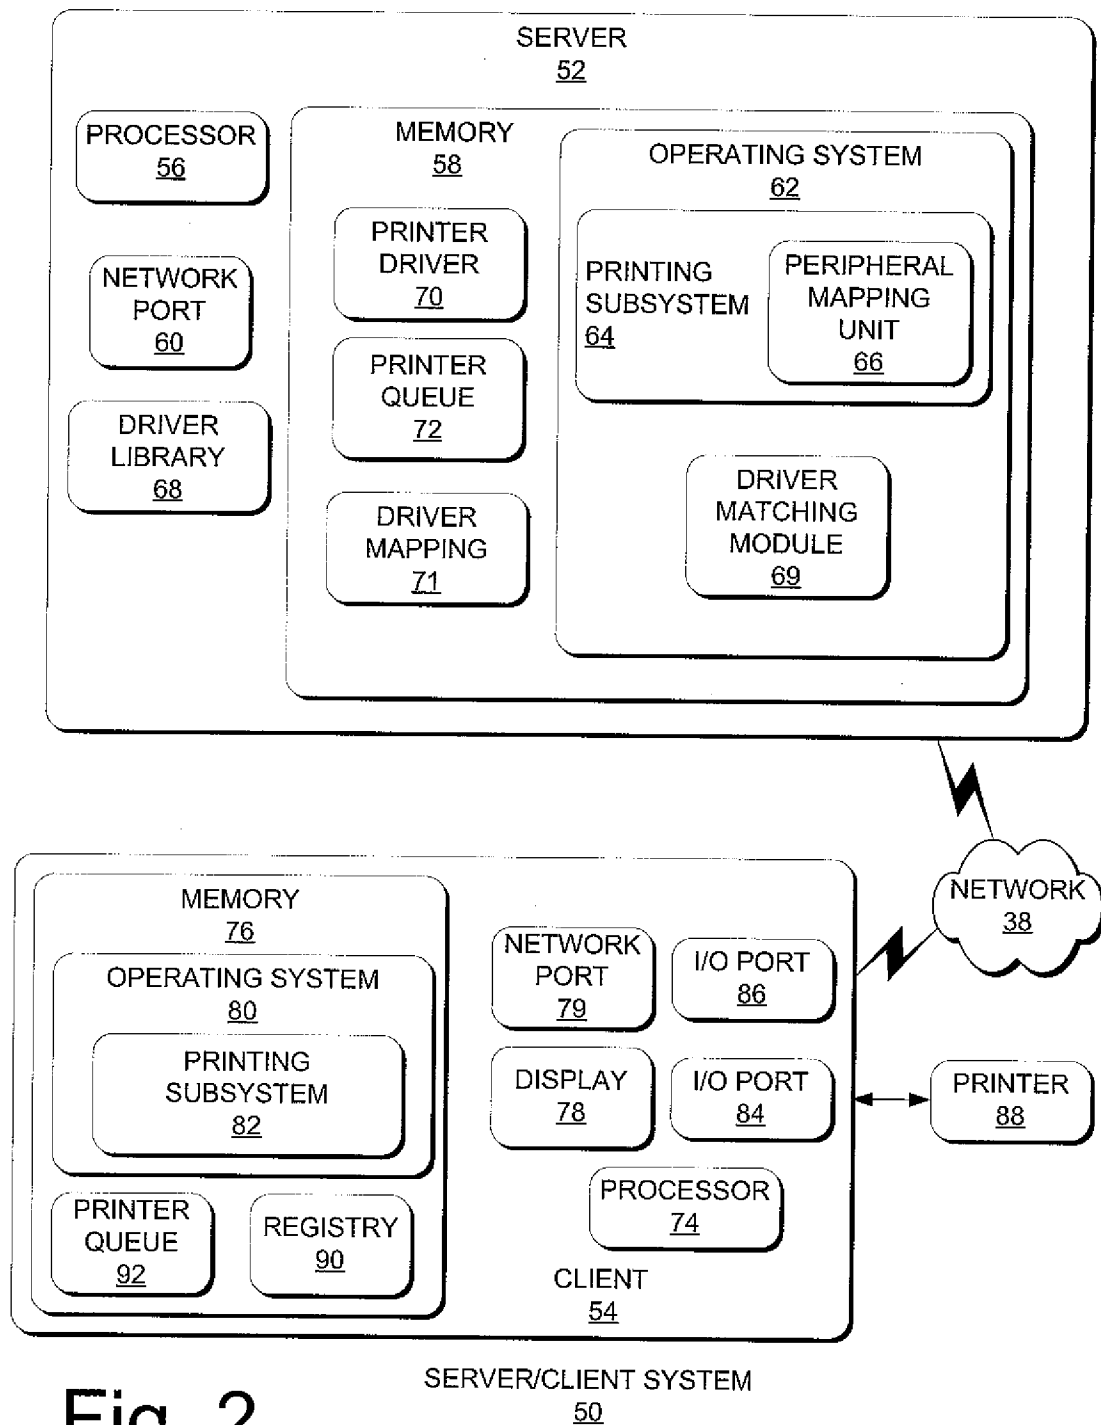 SERVER
52
PROCESSOR
56
NETWORK
PORT
60
DRIVER
LIBRARY
68
MEMORY
58
PRINTER
DRIVER
70
PRINTER
QUEUE
72
DRIVER
MAPPING
71
OPERATING SYSTEM
62
PRINTING
SUBSYSTEM
64
PERIPHERAL
MAPPING
UNIT
66
DRIVER
MATCHING
MODULE
69
NETWORK
38
MEMORY
76
OPERATING SYSTEM
80
PRINTING
SUBSYSTEM
82
PRINTER
QUEUE
92
REGISTRY
90
NETWORK
PORT
79
I/O PORT
86
DISPLAY
78
I/O PORT
84
PROCESSOR
74
CLIENT
54
PRINTER
88
SERVER/CLIENT SYSTEM
50
Fig. 2